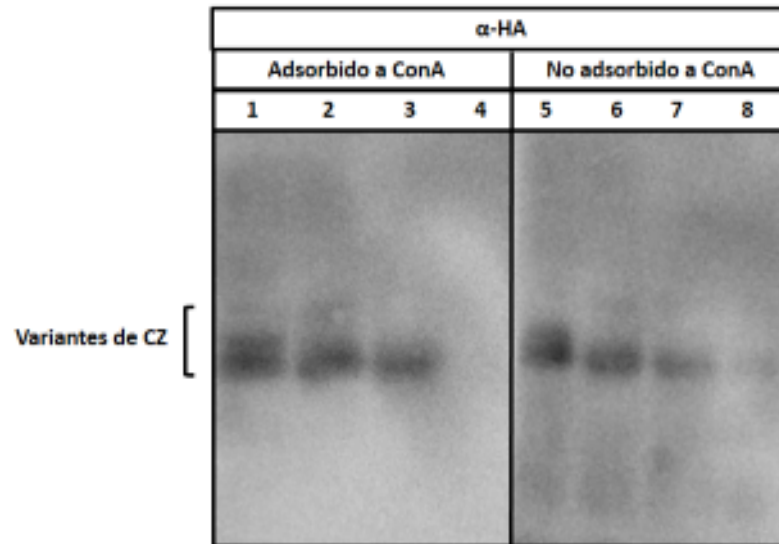 α-HA
Adsorbido a ConA No adsorbido a ConA
1 2 3 4 5 6 7 8
Variantes de CZ